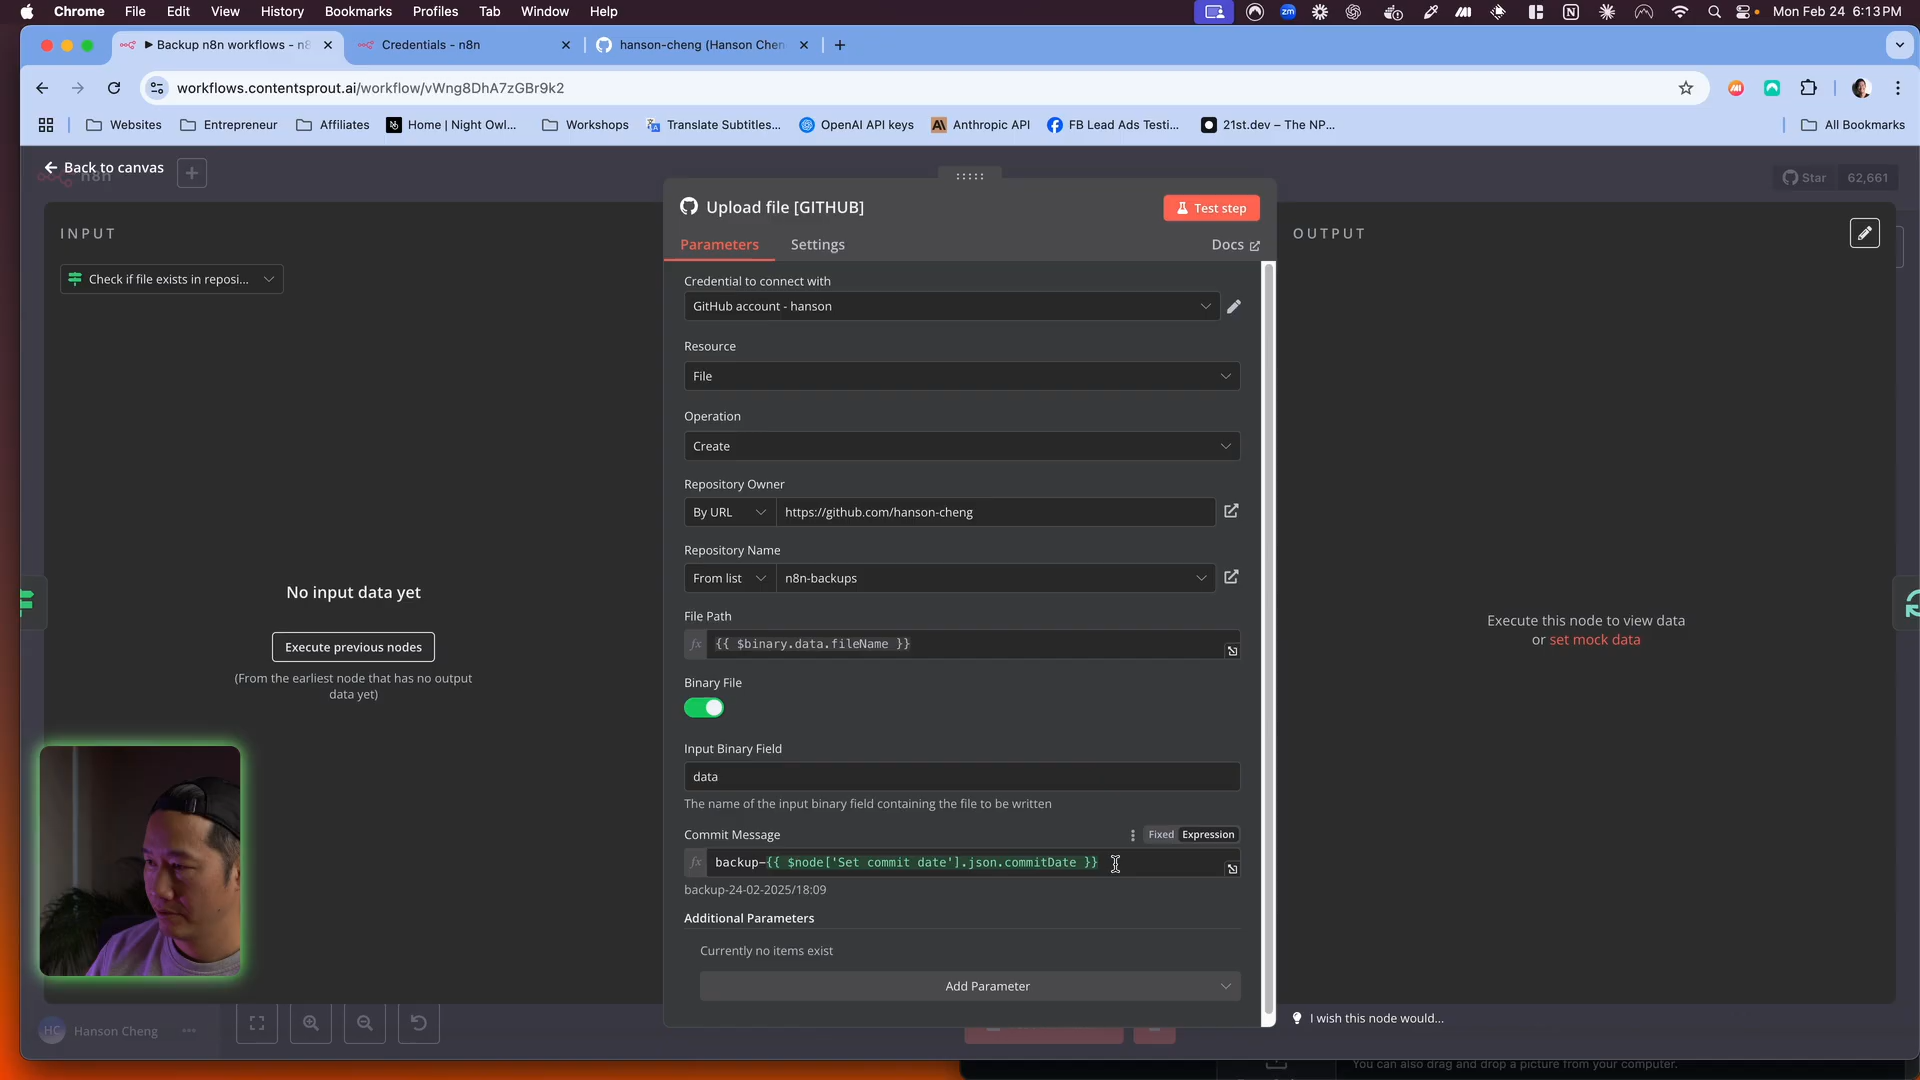 Chrome File Edit View History Bookmarks Profiles Tab Window Help
zm
Mon Feb 24 6:13 PM
Backup n8n workflows - n8
Credentials - n8n
hanson-cheng (Hanson Chen
workflows.contentsprout.ai/workflow/vWng8DhA7zGBr9k2
Websites
Entrepreneur
Affiliates
Home | Night Owl...
Workshops
Translate Subtitles...
OpenAI API keys
Anthropic API
FB Lead Ads Testi...
21st.dev – The NP...
All Bookmarks
Back to canvas
n8n
Star 62,661
INPUT
Check if file exists in reposi...
No input data yet
Execute previous nodes
(From the earliest node that has no output
data yet)
Upload file [GITHUB]
Test step
Parameters
Settings
Docs
Credential to connect with
GitHub account - hanson
Resource
File
Operation
Create
Repository Owner
By URL
https://github.com/hanson-cheng
Repository Name
From list
n8n-backups
File Path
fx
{{ $binary.data.fileName }}
Binary File
Input Binary Field
data
The name of the input binary field containing the file to be written
Commit Message
Fixed
Expression
fx
backup-{{ $node['Set commit date'].json.commitDate }}
backup-24-02-2025/18:09
Additional Parameters
Currently no items exist
Add Parameter
OUTPUT
Execute this node to view data
or set mock data
I wish this node would...
HC
Hanson Cheng
You can also drag and drop a picture from your computer.